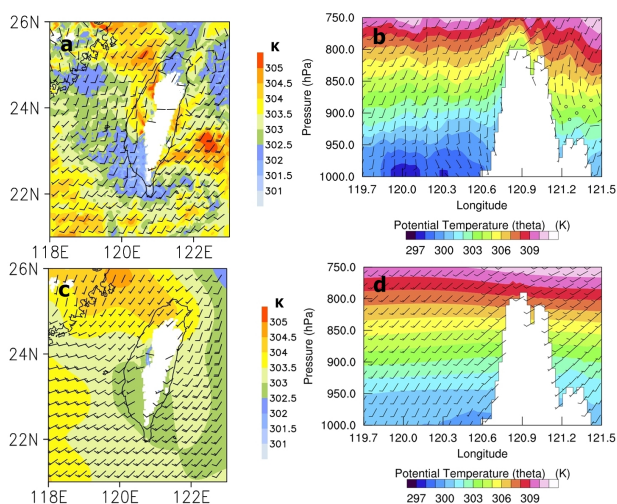 26N
24N
22N
118E 120E 122E
a
K
305
304.5
304
303.5
303
302.5
302
301.5
301
b
Pressure (hPa)
750.0
800.0
850.0
900.0
950.0
1000.0
119.7 120.0 120.3 120.6 120.9 121.2 121.5
Longitude
Potential Temperature (theta) (K)
297 300 303 306 309
26N
24N
22N
118E 120E 122E
c
K
305
304.5
304
303.5
303
302.5
302
301.5
301
d
Pressure (hPa)
750.0
800.0
850.0
900.0
950.0
1000.0
119.7 120.0 120.3 120.6 120.9 121.2 121.5
Longitude
Potential Temperature (theta) (K)
297 300 303 306 309